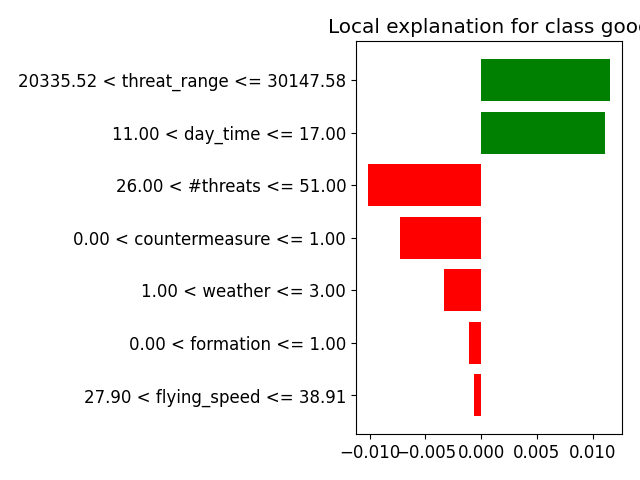 Local explanation for class goo
20335.52 < threat_range <= 30147.58
11.00 < day_time <= 17.00
26.00 < #threats <= 51.00
0.00 < countermeasure <= 1.00
1.00 < weather <= 3.00
0.00 < formation <= 1.00
27.90 < flying_speed <= 38.91
−0.010 −0.005 0.000 0.005 0.010